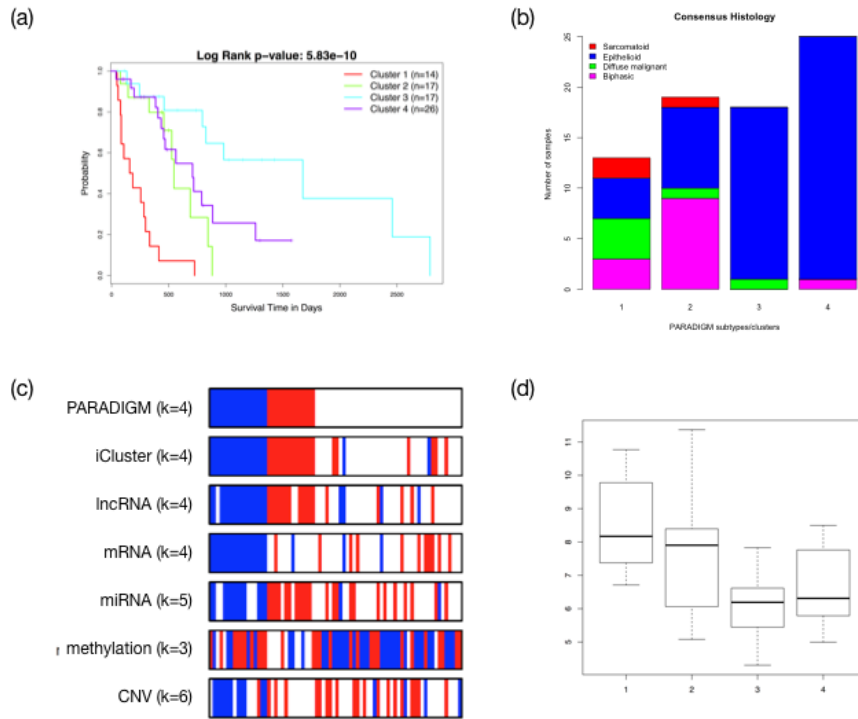 (a)
Log Rank p-value: 5.83e-10
Cluster 1 (n=14)
Cluster 2 (n=17)
Cluster 3 (n=17)
Cluster 4 (n=26)
Probability
1.0
0.8
0.6
0.4
0.2
0.0
0 500 1000 1500 2000 2500
Survival Time in Days
(b)
Consensus Histology
Sarcomatoid
Epithelioid
Diffuse malignant
Biphasic
Number of samples
25
20
15
10
5
0
1 2 3 4
PARADIGM subtypes/clusters
(c)
PARADIGM (k=4)
iCluster (k=4)
lncRNA (k=4)
mRNA (k=4)
miRNA (k=5)
methylation (k=3)
CNV (k=6)
(d)
11
10
9
8
7
6
5
1 2 3 4